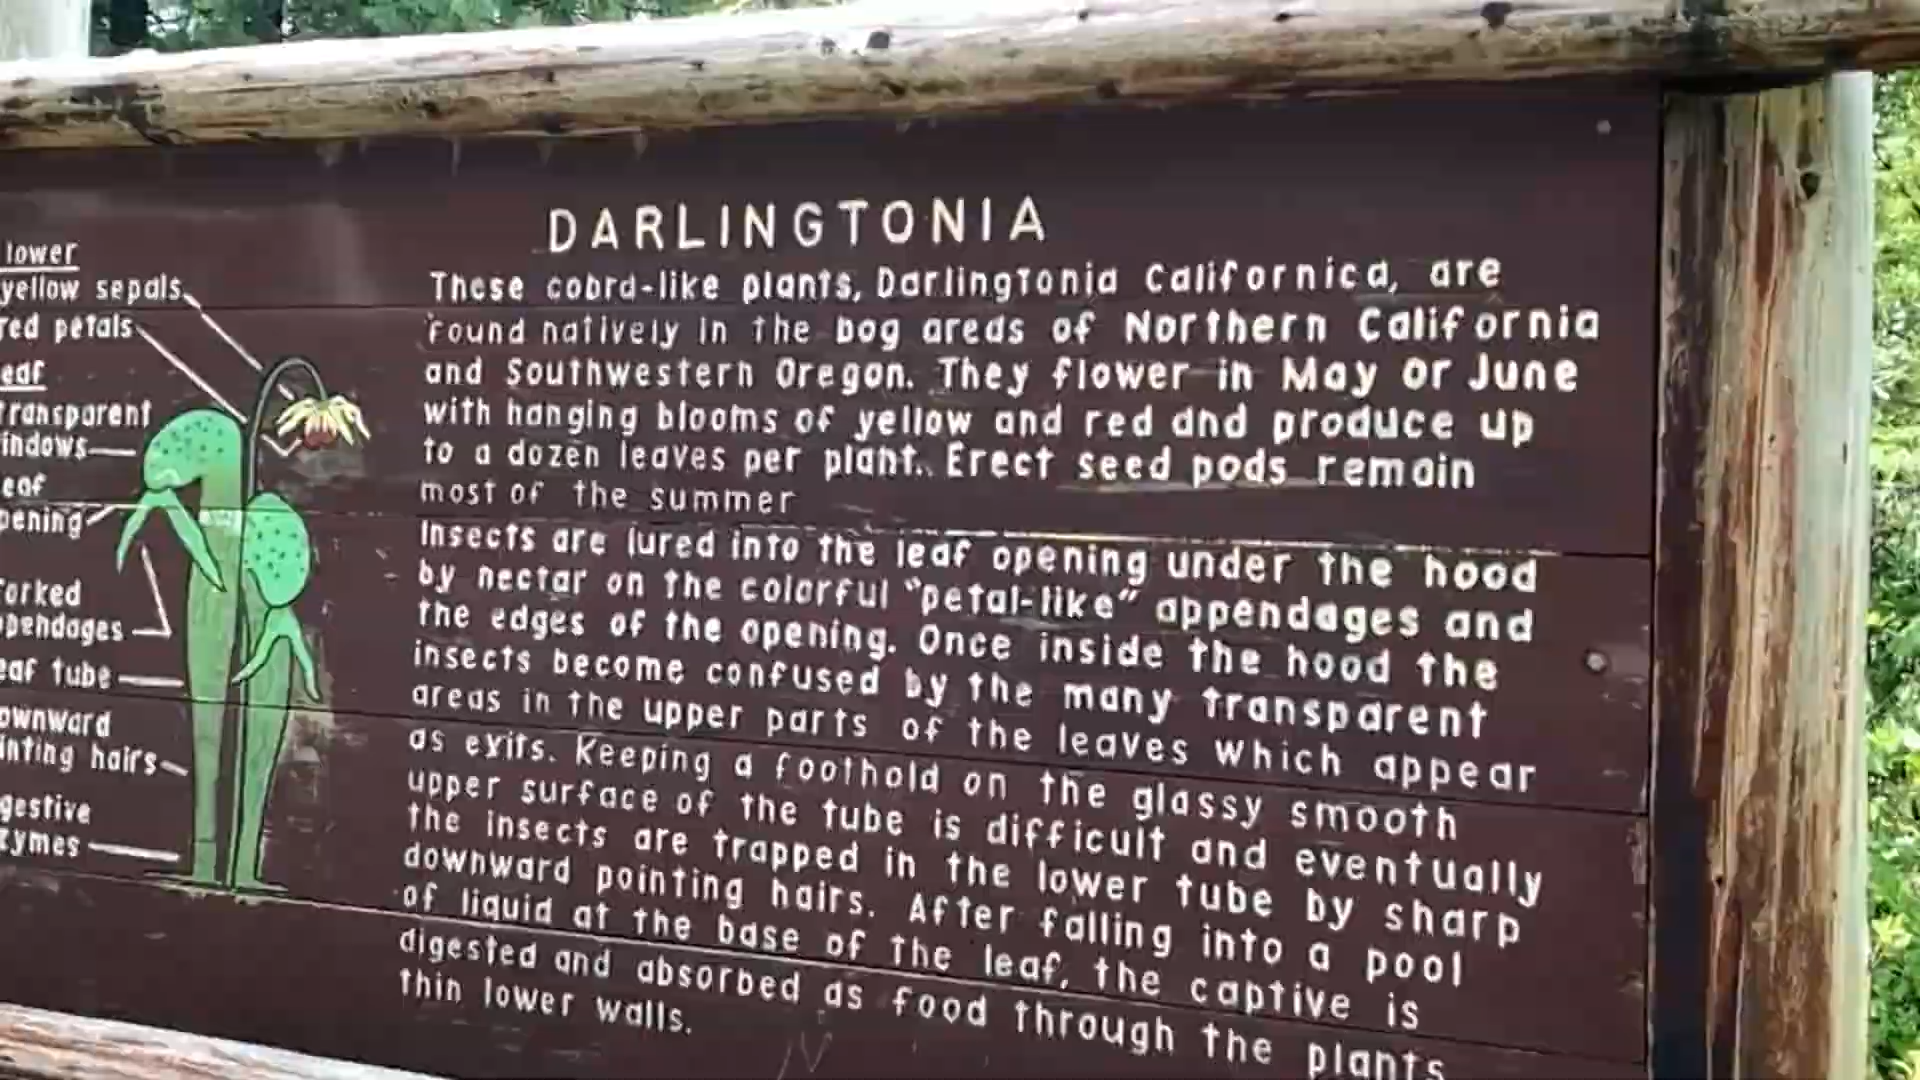 lower
yellow sepals
red petals
eaf
transparent
indows
eaf
pening
orked
ppendages
eaf tube
ownward
inting hairs
gestive
zymes
DARLINGTONIA
These cobra-like plants, Darlingtonia Californica, are
found natively in the bog areas of Northern California
and Southwestern Oregon. They flower in May or June
with hanging blooms of yellow and red and produce up
to a dozen leaves per plant. Erect seed pods remain
most of the summer
Insects are lured into the leaf opening under the hood
by nectar on the colorful "petal-like" appendages and
the edges of the opening. Once inside the hood the
insects become confused by the many transparent
areas in the upper parts of the leaves which appear
as exits. Keeping a foothold on the glassy smooth
upper surface of the tube is difficult and eventually
the insects are trapped in the lower tube by sharp
downward pointing hairs. After falling into a pool
of liquid at the base of the leaf, the captive is
digested and absorbed as food through the plants
thin lower walls.